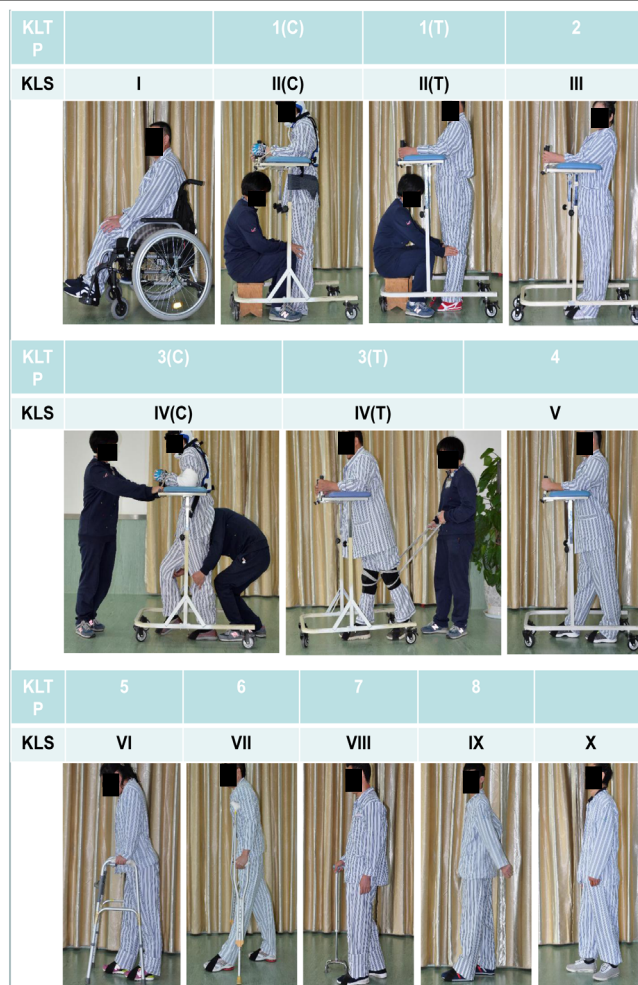 KLT P 1(C) 1(T) 2
KLS I II(C) II(T) III
KLT P 3(C) 3(T) 4
KLS IV(C) IV(T) V
KLT P 5 6 7 8
KLS VI VII VIII IX X